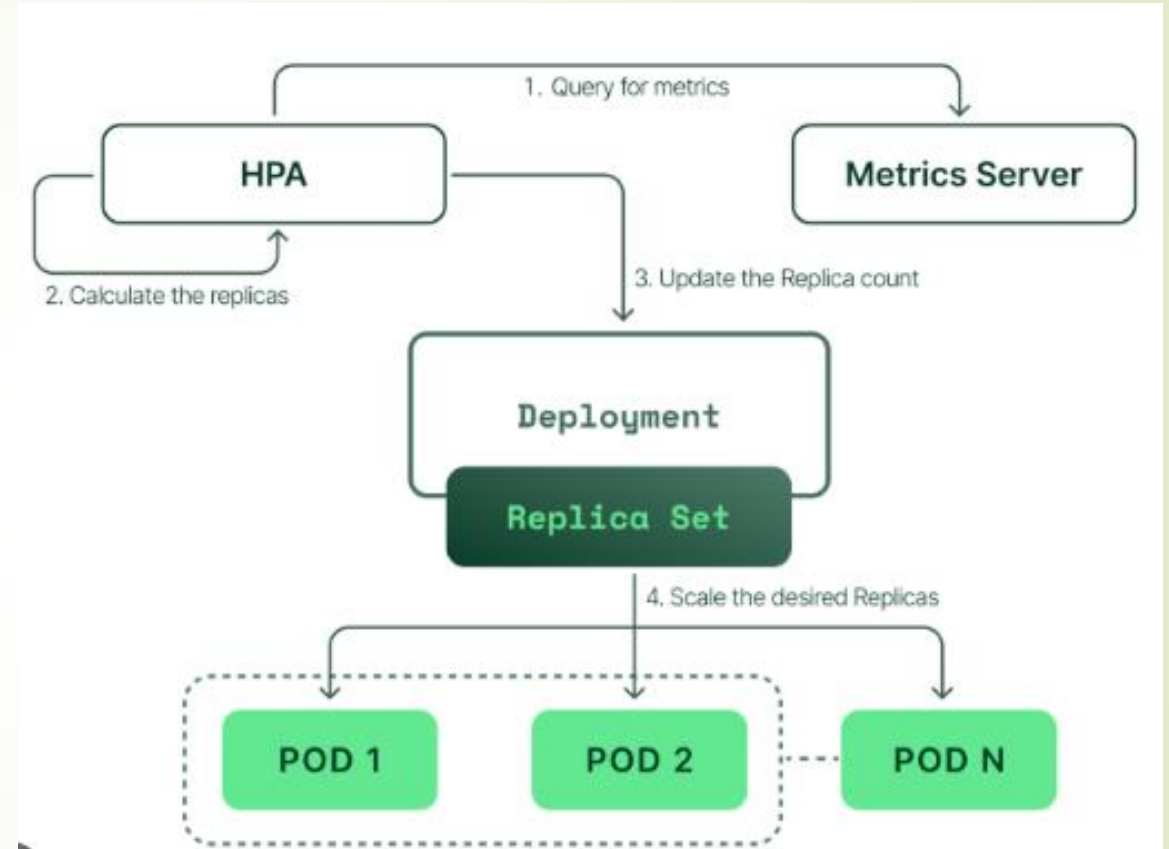 1. Query for metrics
HPA
Metrics Server
2. Calculate the replicas
3. Update the Replica count
Deployment
Replica Set
4. Scale the desired Replicas
POD 1
POD 2
POD N